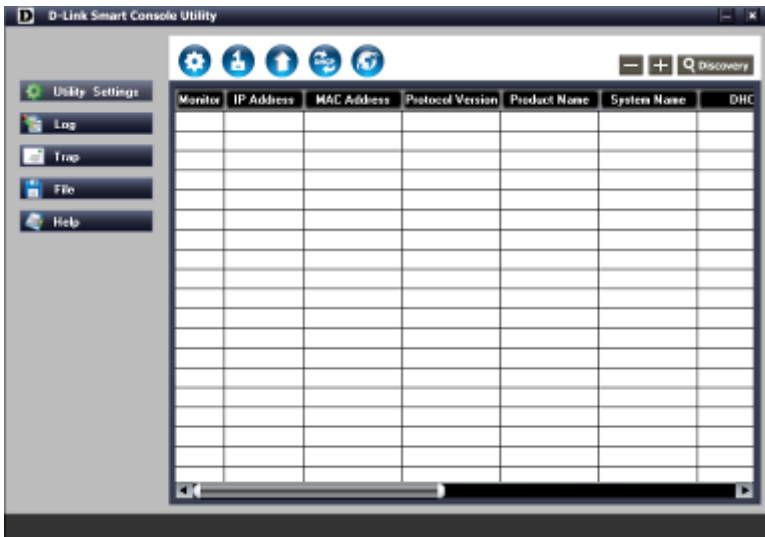 D D-Link Smart Console Utility
Discovery
Utility Settings
Log
Trap
File
Help
Monitor IP Address MAC Address Protocol Version Product Name System Name DHC